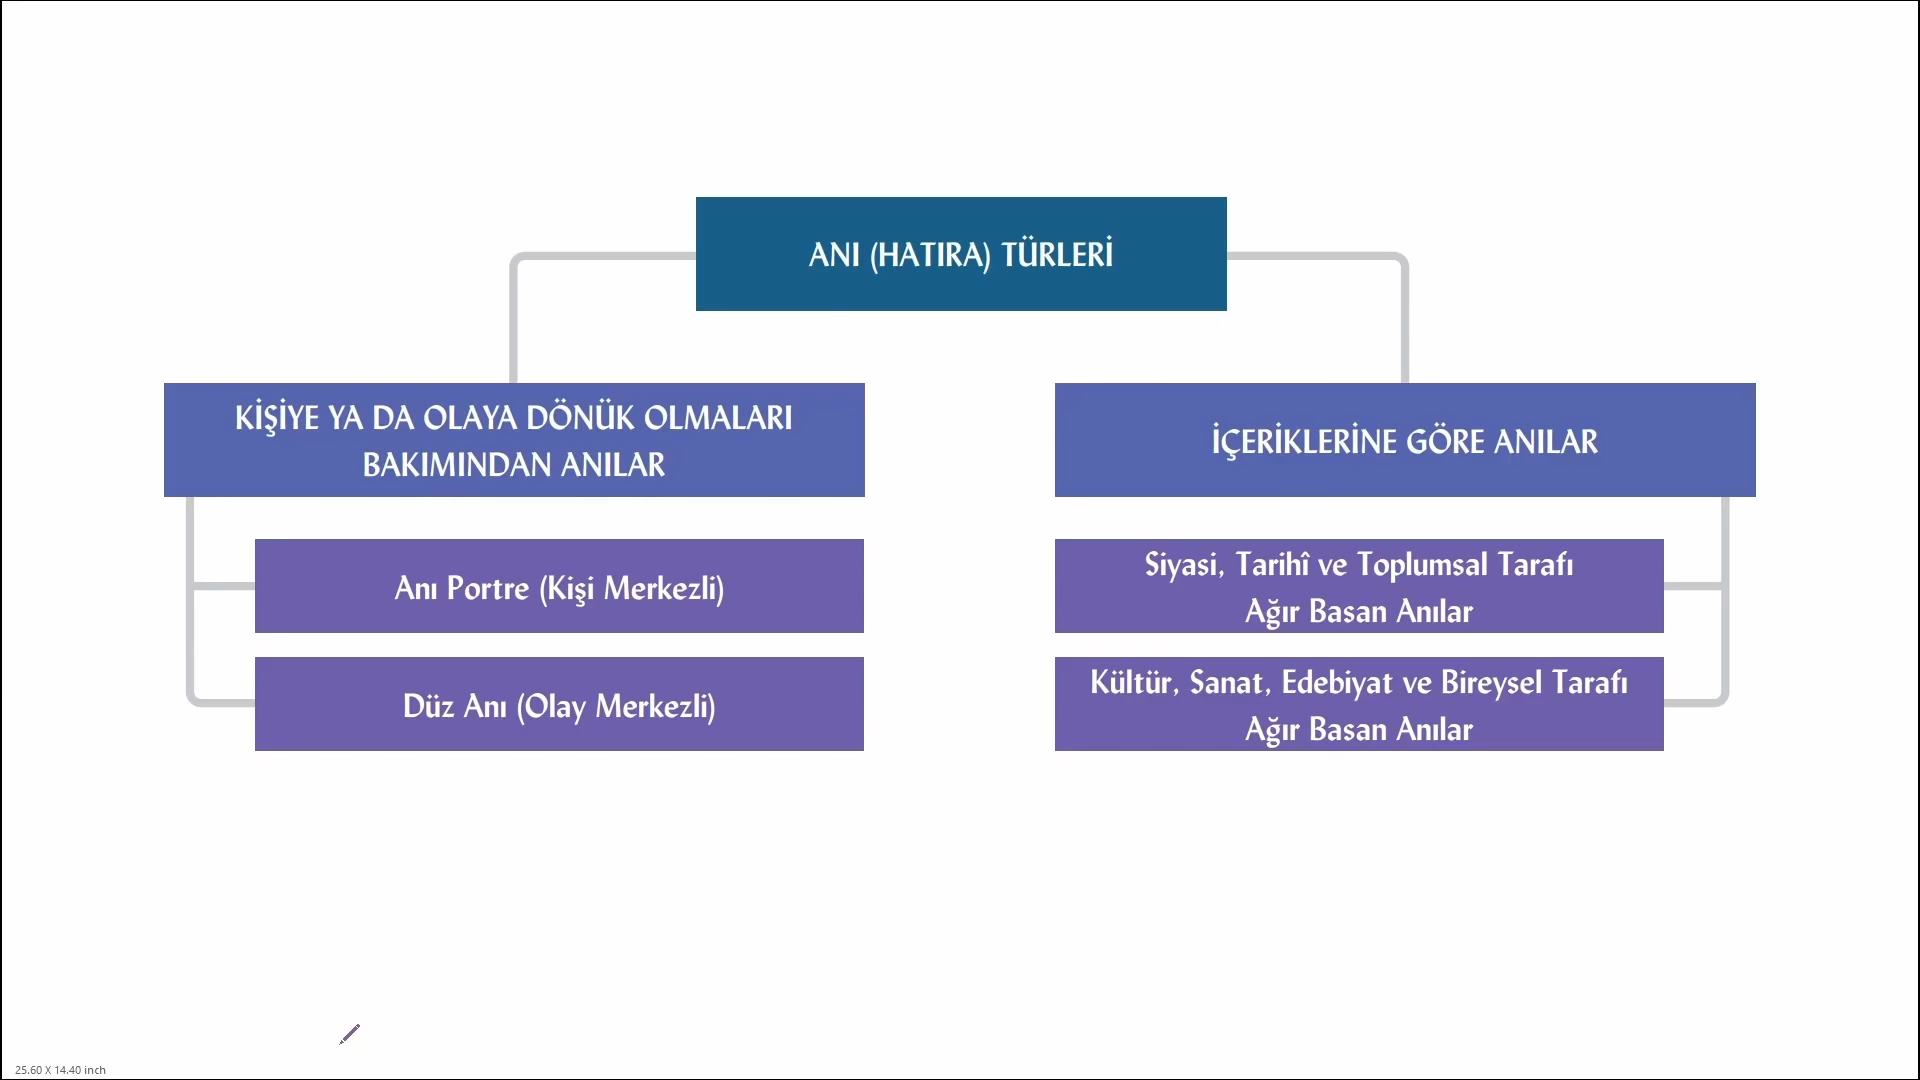 ANI (HATIRA) TÜRLERİ
KİŞİYE YA DA OLAYA DÖNÜK OLMALARI
BAKIMINDAN ANILAR
Anı Portre (Kişi Merkezli)
Düz Anı (Olay Merkezli)
İÇERİKLERİNE GÖRE ANILAR
Siyasi, Tarihî ve Toplumsal Tarafı
Ağır Basan Anılar
Kültür, Sanat, Edebiyat ve Bireysel Tarafı
Ağır Basan Anılar
25.60 X 14.40 inch